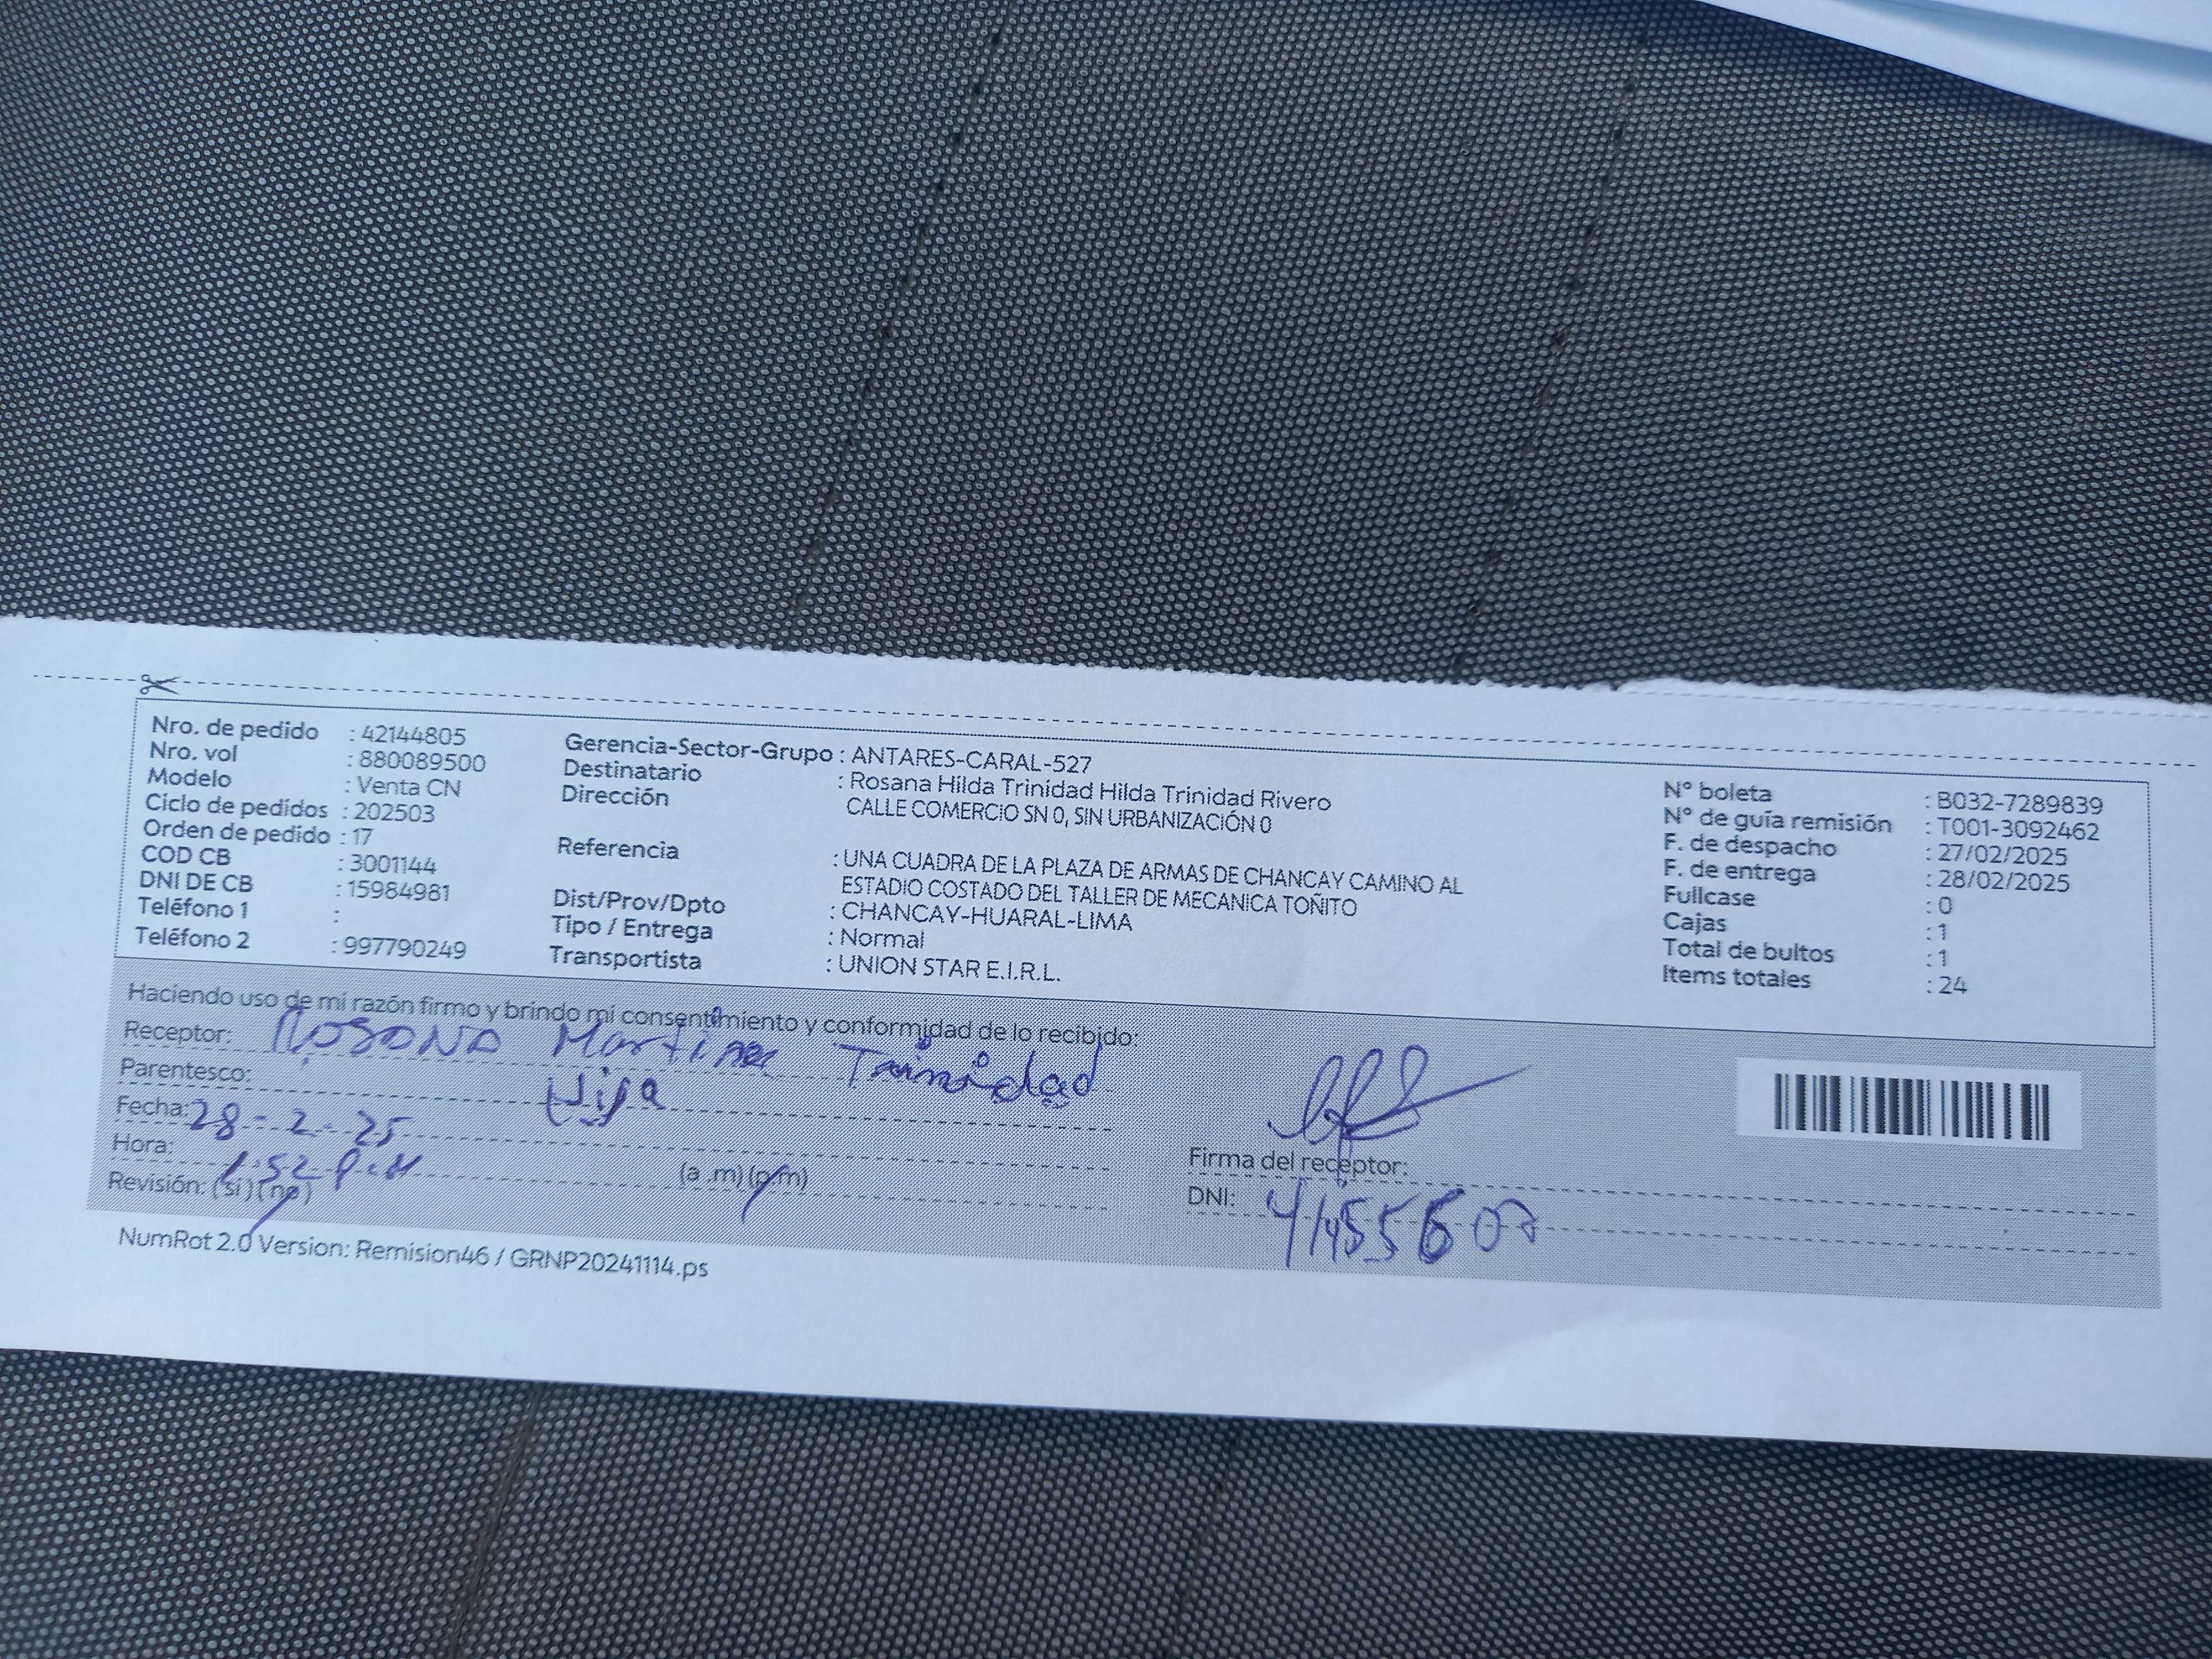 Nro. de pedido : 42144805
Nro. vol : 880089500
Modelo : Venta CN
Ciclo de pedidos : 202503
Orden de pedido : 17
COD CB : 3001144
DNI DE CB : 15984981
Teléfono 1 :
Teléfono 2 : 997790249
Gerencia-Sector-Grupo : ANTARES-CARAL-527
Destinatario : Rosana Hilda Trinidad Hilda Trinidad Rivero
Dirección CALLE COMERCIO SN 0, SIN URBANIZACIÓN 0
Referencia : UNA CUADRA DE LA PLAZA DE ARMAS DE CHANCAY CAMINO AL
ESTADIO COSTADO DEL TALLER DE MECANICA TOÑITO
Dist/Prov/Dpto : CHANCAY-HUARAL-LIMA
Tipo / Entrega : Normal
Transportista : UNION STAR E.I.R.L.
N° boleta : B032-7289839
N° de guía remisión : T001-3092462
F. de despacho : 27/02/2025
F. de entrega : 28/02/2025
Fullcase : 0
Cajas : 1
Total de bultos : 1
Items totales : 24
Haciendo uso de mi razón firmo y brindo mi consentimiento y conformidad de lo recibido:
Receptor: Rosana Trinidad
Parentesco: Hija
Fecha: 28-2-25
Hora: 1:52 P.M (a .m) (p.m)
Revisión: (si) (no)
Firma del receptor:
DNI:
NumRot 2.0 Version: Remision46 / GRNP20241114.ps